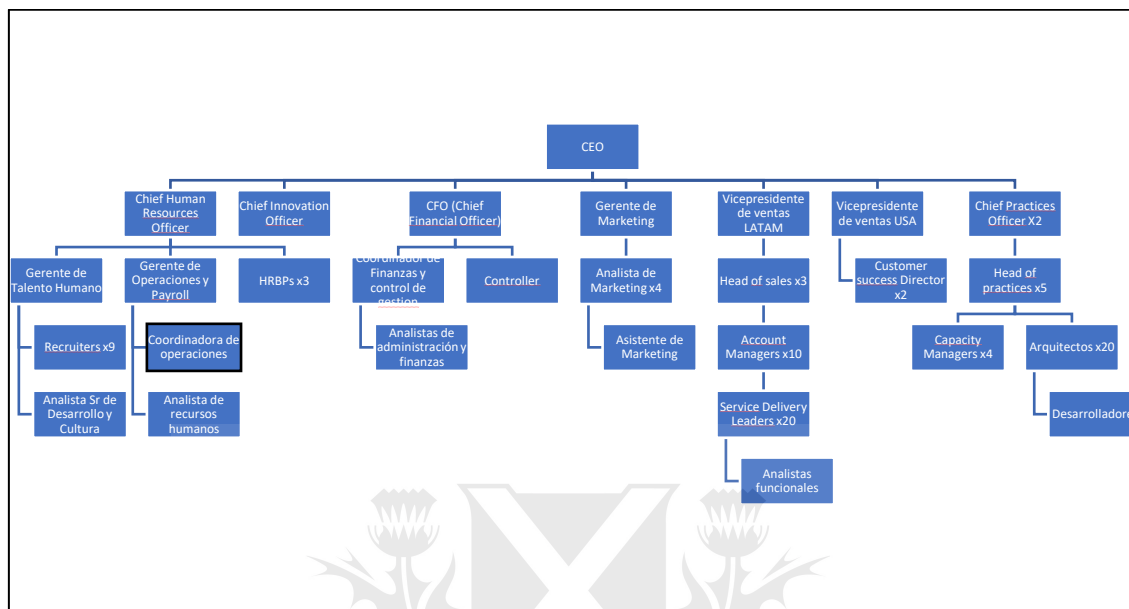 CEO
Chief Human
Resources
Officer
Chief Innovation
Officer
CFO (Chief
Financial Officer)
Gerente de
Marketing
Vicepresidente
de ventas
LATAM
Vicepresidente
de ventas USA
Chief Practices
Officer X2
Gerente de
Talento Humano
Gerente de
Operaciones y
Payroll
HRBPs x3
Coordinador de
Finanzas y
control de
gestion
Controller
Analista de
Marketing x4
Head of sales x3
Customer
success Director
x2
Head of
practices x5
Recruiters x9
Coordinadora de
operaciones
Analistas de
administración y
finanzas
Asistente de
Marketing
Account
Managers x10
Capacity
Managers x4
Arquitectos x20
Analista Sr de
Desarrollo y
Cultura
Analista de
recursos
humanos
Service Delivery
Leaders x20
Desarrolladore
Analistas
funcionales